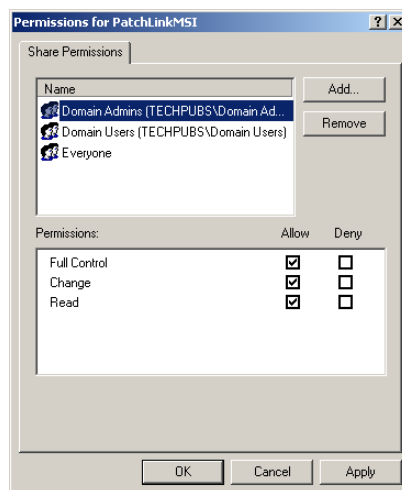 Permissions for PatchLinkMSI
Share Permissions
Name
Domain Admins (TECHPUBS\Domain Ad...
Domain Users (TECHPUBS\Domain Users)
Everyone
Add...
Remove
Permissions: Allow Deny
Full Control
Change
Read
OK Cancel Apply